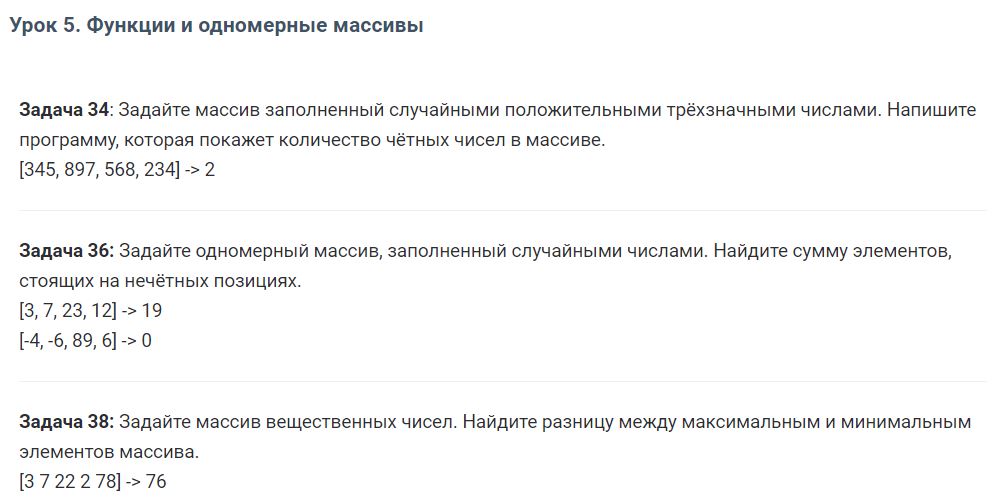 Урок 5. Функции и одномерные массивы
Задача 34: Задайте массив заполненный случайными положительными трёхзначными числами. Напишите
программу, которая покажет количество чётных чисел в массиве.
[345, 897, 568, 234] -> 2
Задача 36: Задайте одномерный массив, заполненный случайными числами. Найдите сумму элементов,
стоящих на нечётных позициях.
[3, 7, 23, 12] -> 19
[-4, -6, 89, 6] -> 0
Задача 38: Задайте массив вещественных чисел. Найдите разницу между максимальным и минимальным
элементов массива.
[3 7 22 2 78] -> 76